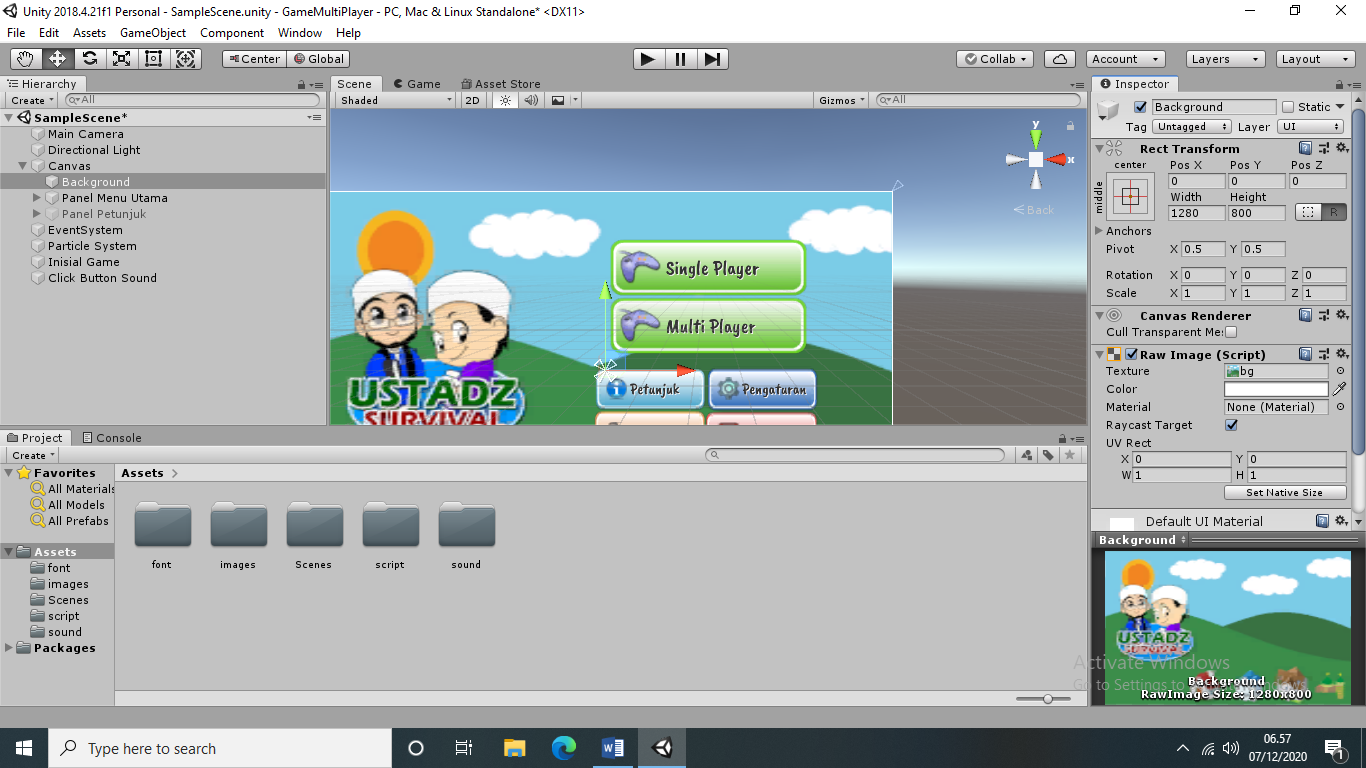 Unity 2018.4.21f1 Personal - SampleScene.unity - GameMultiPlayer - PC, Mac & Linux Standalone* <DX11>
File Edit Assets GameObject Component Window Help
Center Global Collab Account Layers Layout
Hierarchy
Create All
SampleScene*
Main Camera
Directional Light
Canvas
Background
Panel Menu Utama
Panel Petunjuk
EventSystem
Particle System
Inisial Game
Click Button Sound
Scene Game Asset Store
Shaded 2D Gizmos All
y
x
Back
Single Player
Multi Player
Petunjuk Pengaturan
USTADZ
SURVIVAL
Inspector
Background Static
Tag Untagged Layer UI
Rect Transform
center Pos X Pos Y Pos Z
middle 0 0 0
Width Height
1280 800 R
Anchors
Pivot X 0.5 Y 0.5
Rotation X 0 Y 0 Z 0
Scale X 1 Y 1 Z 1
Canvas Renderer
Cull Transparent Me:
Raw Image (Script)
Texture bg
Color
Material None (Material)
Raycast Target
UV Rect
X 0 Y 0
W 1 H 1
Set Native Size
Default UI Material
Background
USTADZ
SURVIVAL
Activate Windows
Go to Settings to
Background
RawImage Size: 1280x800
Project Console
Create
Favorites
All Materials
All Models
All Prefabs
Assets
font
images
Scenes
script
sound
Packages
Assets
font images Scenes script sound
Type here to search
06.57
07/12/2020
1